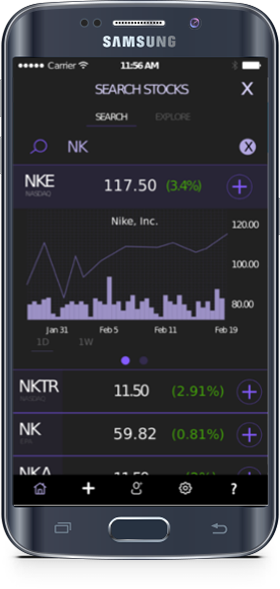 SAMSUNG
Carrier 11:56 AM
SEARCH STOCKS X
SEARCH EXPLORE
NK X
NKE 117.50 (3.4%)
NASDAQ
Nike, Inc.
120.00
100.00
80.00
Jan 31 Feb 5 Feb 11 Feb 19
1D 1W
NKTR 11.50 (2.91%)
NASDAQ
NK 59.82 (0.81%)
NKA
?